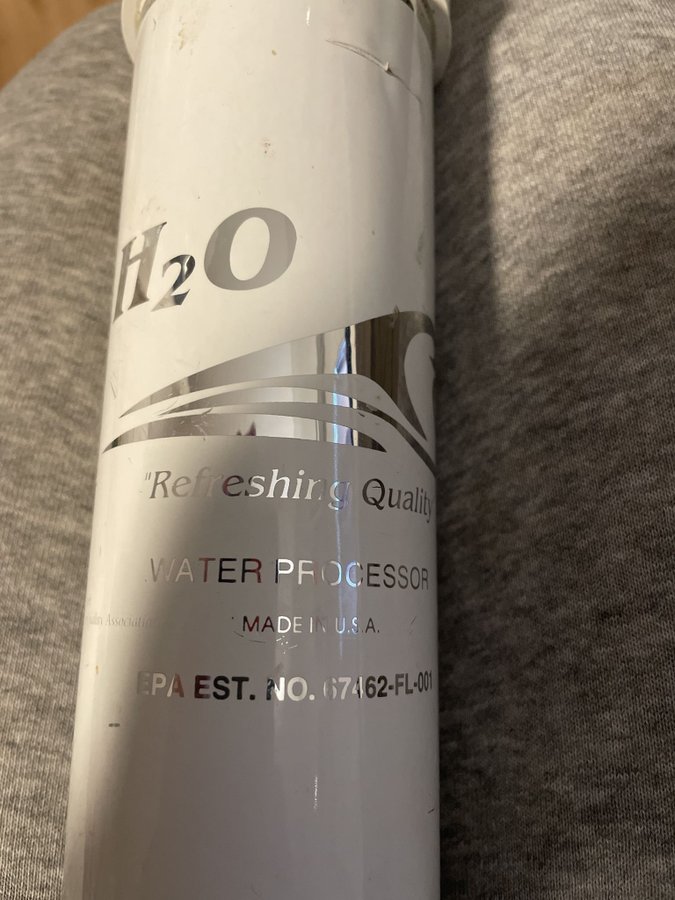 H2O
"Refreshing Quality
WATER PROCESSOR
MADE IN U.S.A.
EPA EST. NO. 67462-FL-001